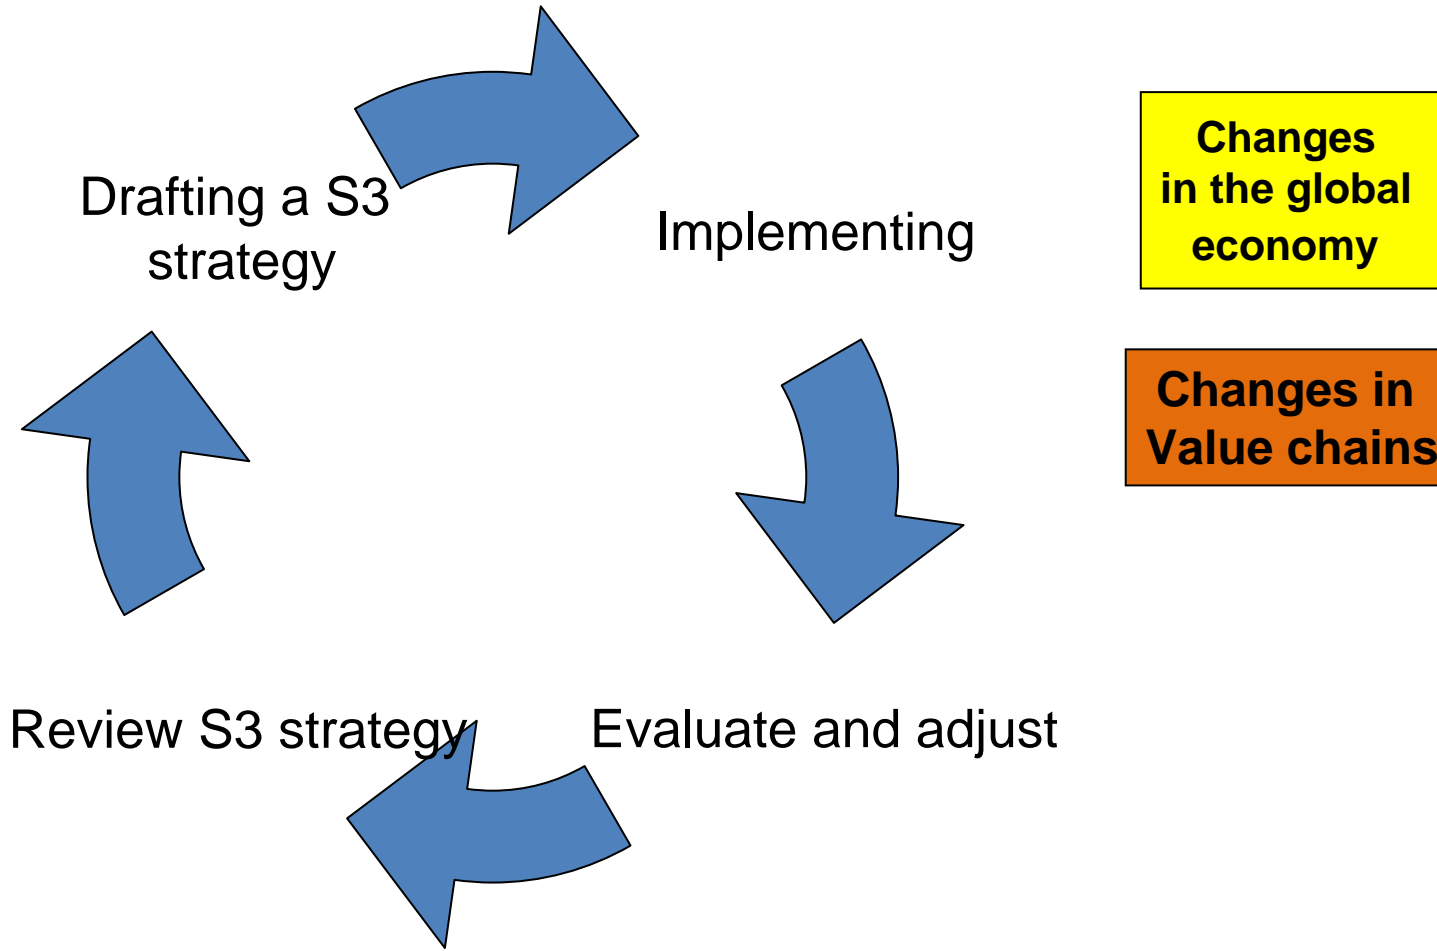 Drafting a S3
strategy
Implementing
Changes
in the global
economy
Changes in
Value chains
Review S3 strategy
Evaluate and adjust